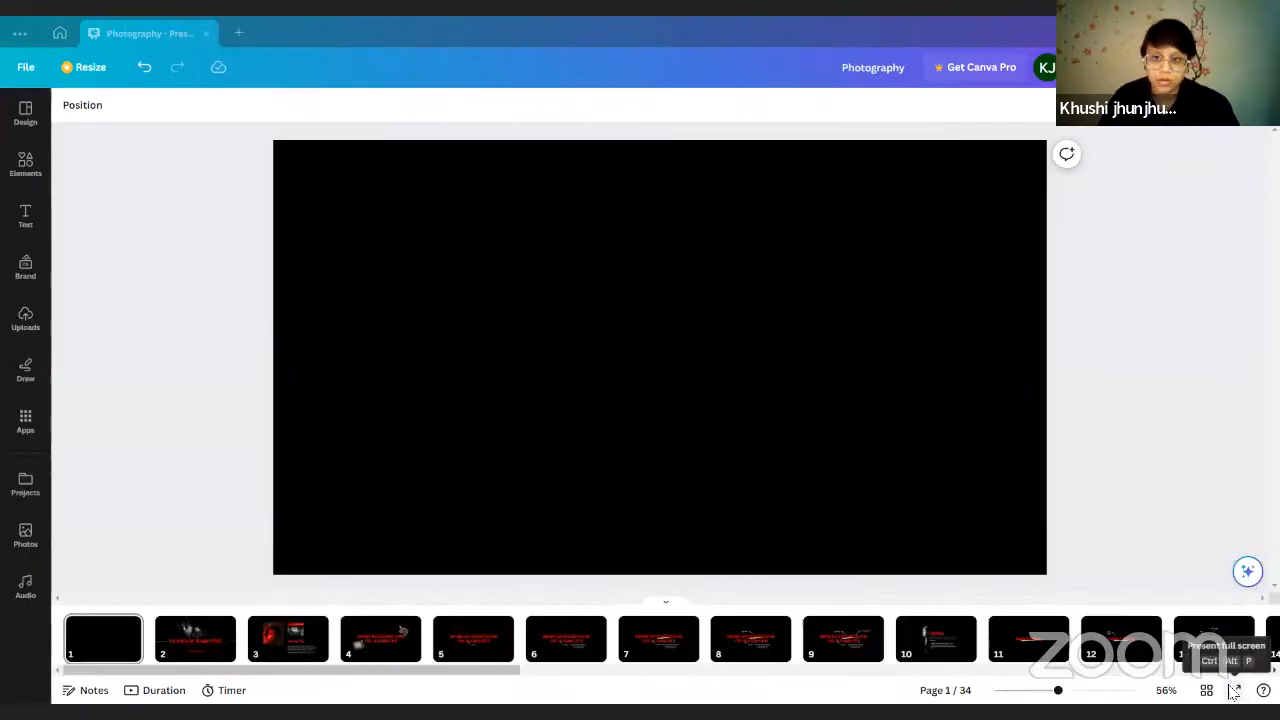 Photography - Pres...
File
Resize
Photography
Get Canva Pro
KJ
Khushi jhunjhu...
Position
Design
Elements
Text
Brand
Uploads
Draw
Apps
Projects
Photos
Audio
1
2
3
4
5
6
7
8
9
10
11
12
14
zoom
Present full screen
Ctrl Alt P
Notes
Duration
Timer
Page 1 / 34
56%